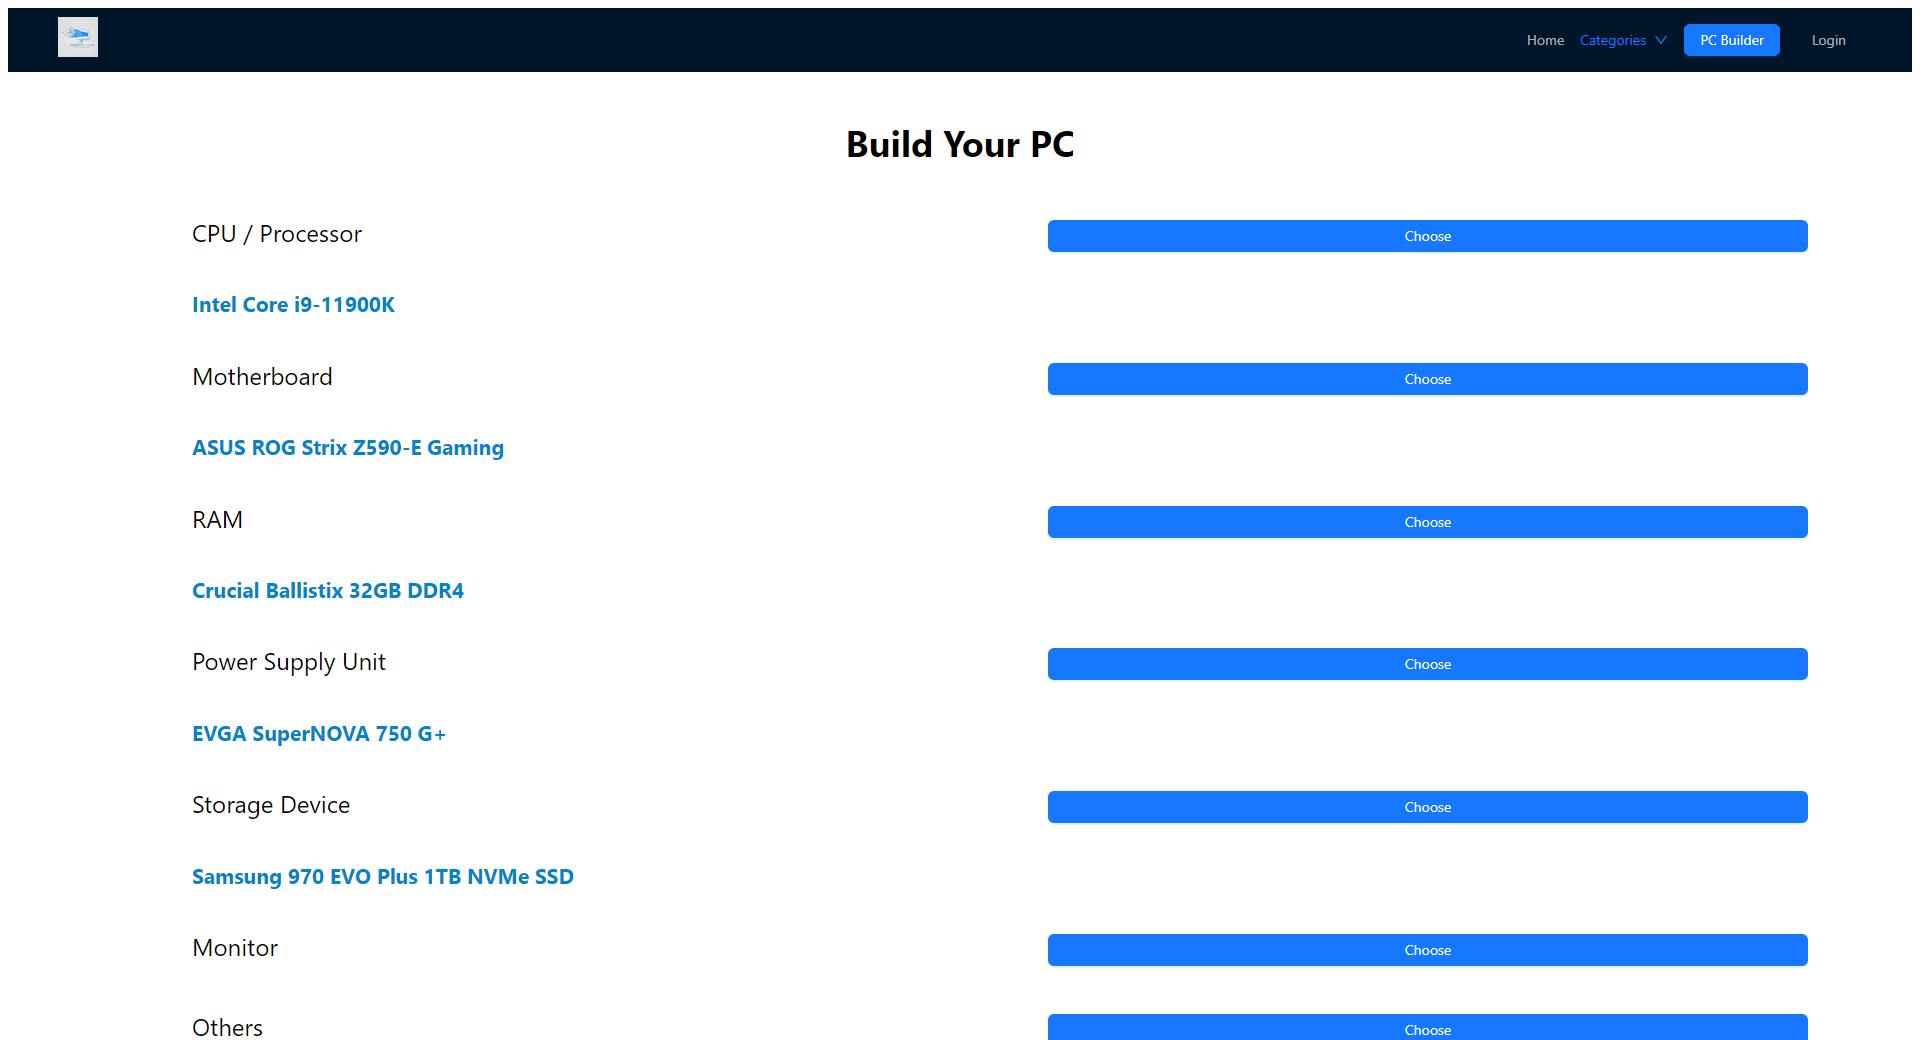 Home Categories PC Builder Login
Build Your PC
CPU / Processor Choose
Intel Core i9-11900K
Motherboard Choose
ASUS ROG Strix Z590-E Gaming
RAM Choose
Crucial Ballistix 32GB DDR4
Power Supply Unit Choose
EVGA SuperNOVA 750 G+
Storage Device Choose
Samsung 970 EVO Plus 1TB NVMe SSD
Monitor Choose
Others Choose